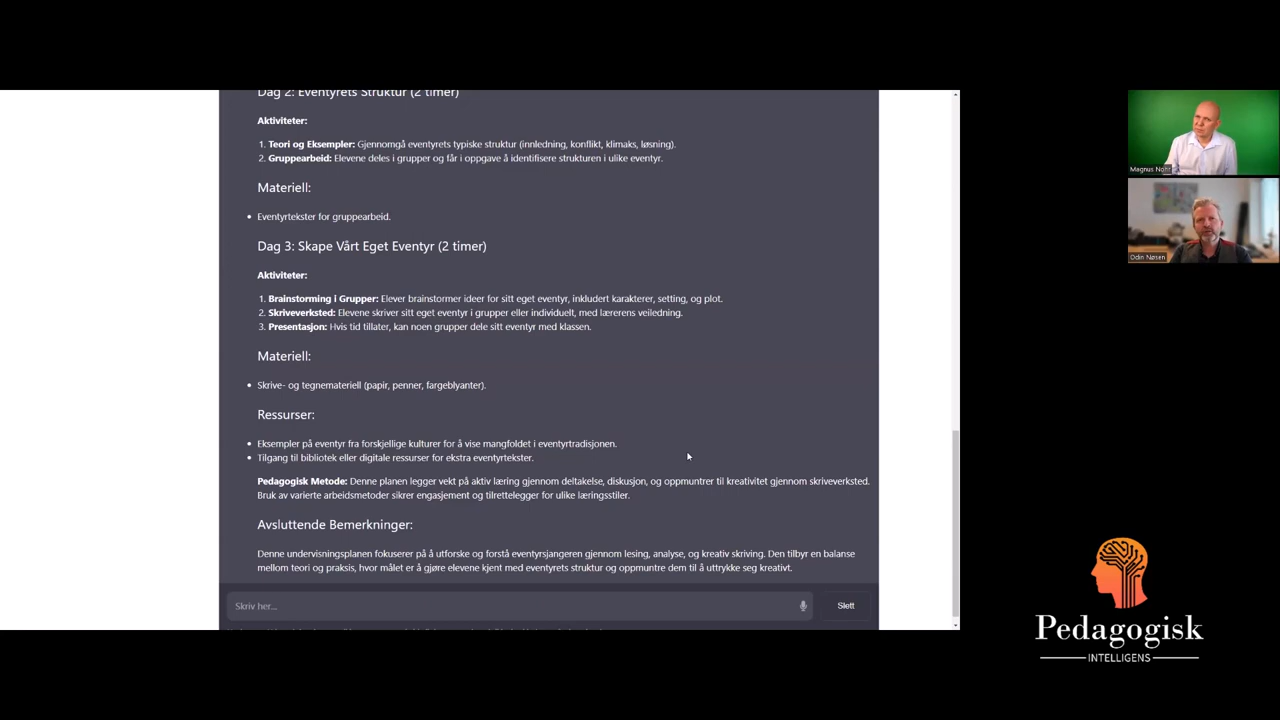 Dag 2: Eventyrets Struktur (2 timer)
Aktiviteter:
1. Teori og Eksempler: Gjennomgå eventyrets typiske struktur (innledning, konflikt, klimaks, løsning).
2. Gruppearbeid: Elevene deles i grupper og får i oppgave å identifisere strukturen i ulike eventyr.
Materiell:
• Eventyrtekster for gruppearbeid.
Dag 3: Skape Vårt Eget Eventyr (2 timer)
Aktiviteter:
1. Brainstorming i Grupper: Elever brainstormer ideer for sitt eget eventyr, inkludert karakterer, setting, og plot.
2. Skriveverksted: Elevene skriver sitt eget eventyr i grupper eller individuelt, med lærerens veiledning.
3. Presentasjon: Hvis tid tillater, kan noen grupper dele sitt eventyr med klassen.
Materiell:
• Skrive- og tegnemateriell (papir, penner, fargeblyanter).
Ressurser:
• Eksempler på eventyr fra forskjellige kulturer for å vise mangfoldet i eventyrtradisjonen.
• Tilgang til bibliotek eller digitale ressurser for ekstra eventyrtekster.
Pedagogisk Metode: Denne planen legger vekt på aktiv læring gjennom deltakelse, diskusjon, og oppmuntrer til kreativitet gjennom skriveverksted.
Bruk av varierte arbeidsmetoder sikrer engasjement og tilrettelegger for ulike læringsstiler.
Avsluttende Bemerkninger:
Denne undervisningsplanen fokuserer på å utforske og forstå eventyrsjangeren gjennom lesing, analyse, og kreativ skriving. Den tilbyr en balanse
mellom teori og praksis, hvor målet er å gjøre elevene kjent med eventyrets struktur og oppmuntre dem til å uttrykke seg kreativt.
Skriv her...
Slett
Magnus Nohr
Odin Nøsen
Pedagogisk
INTELLIGENS